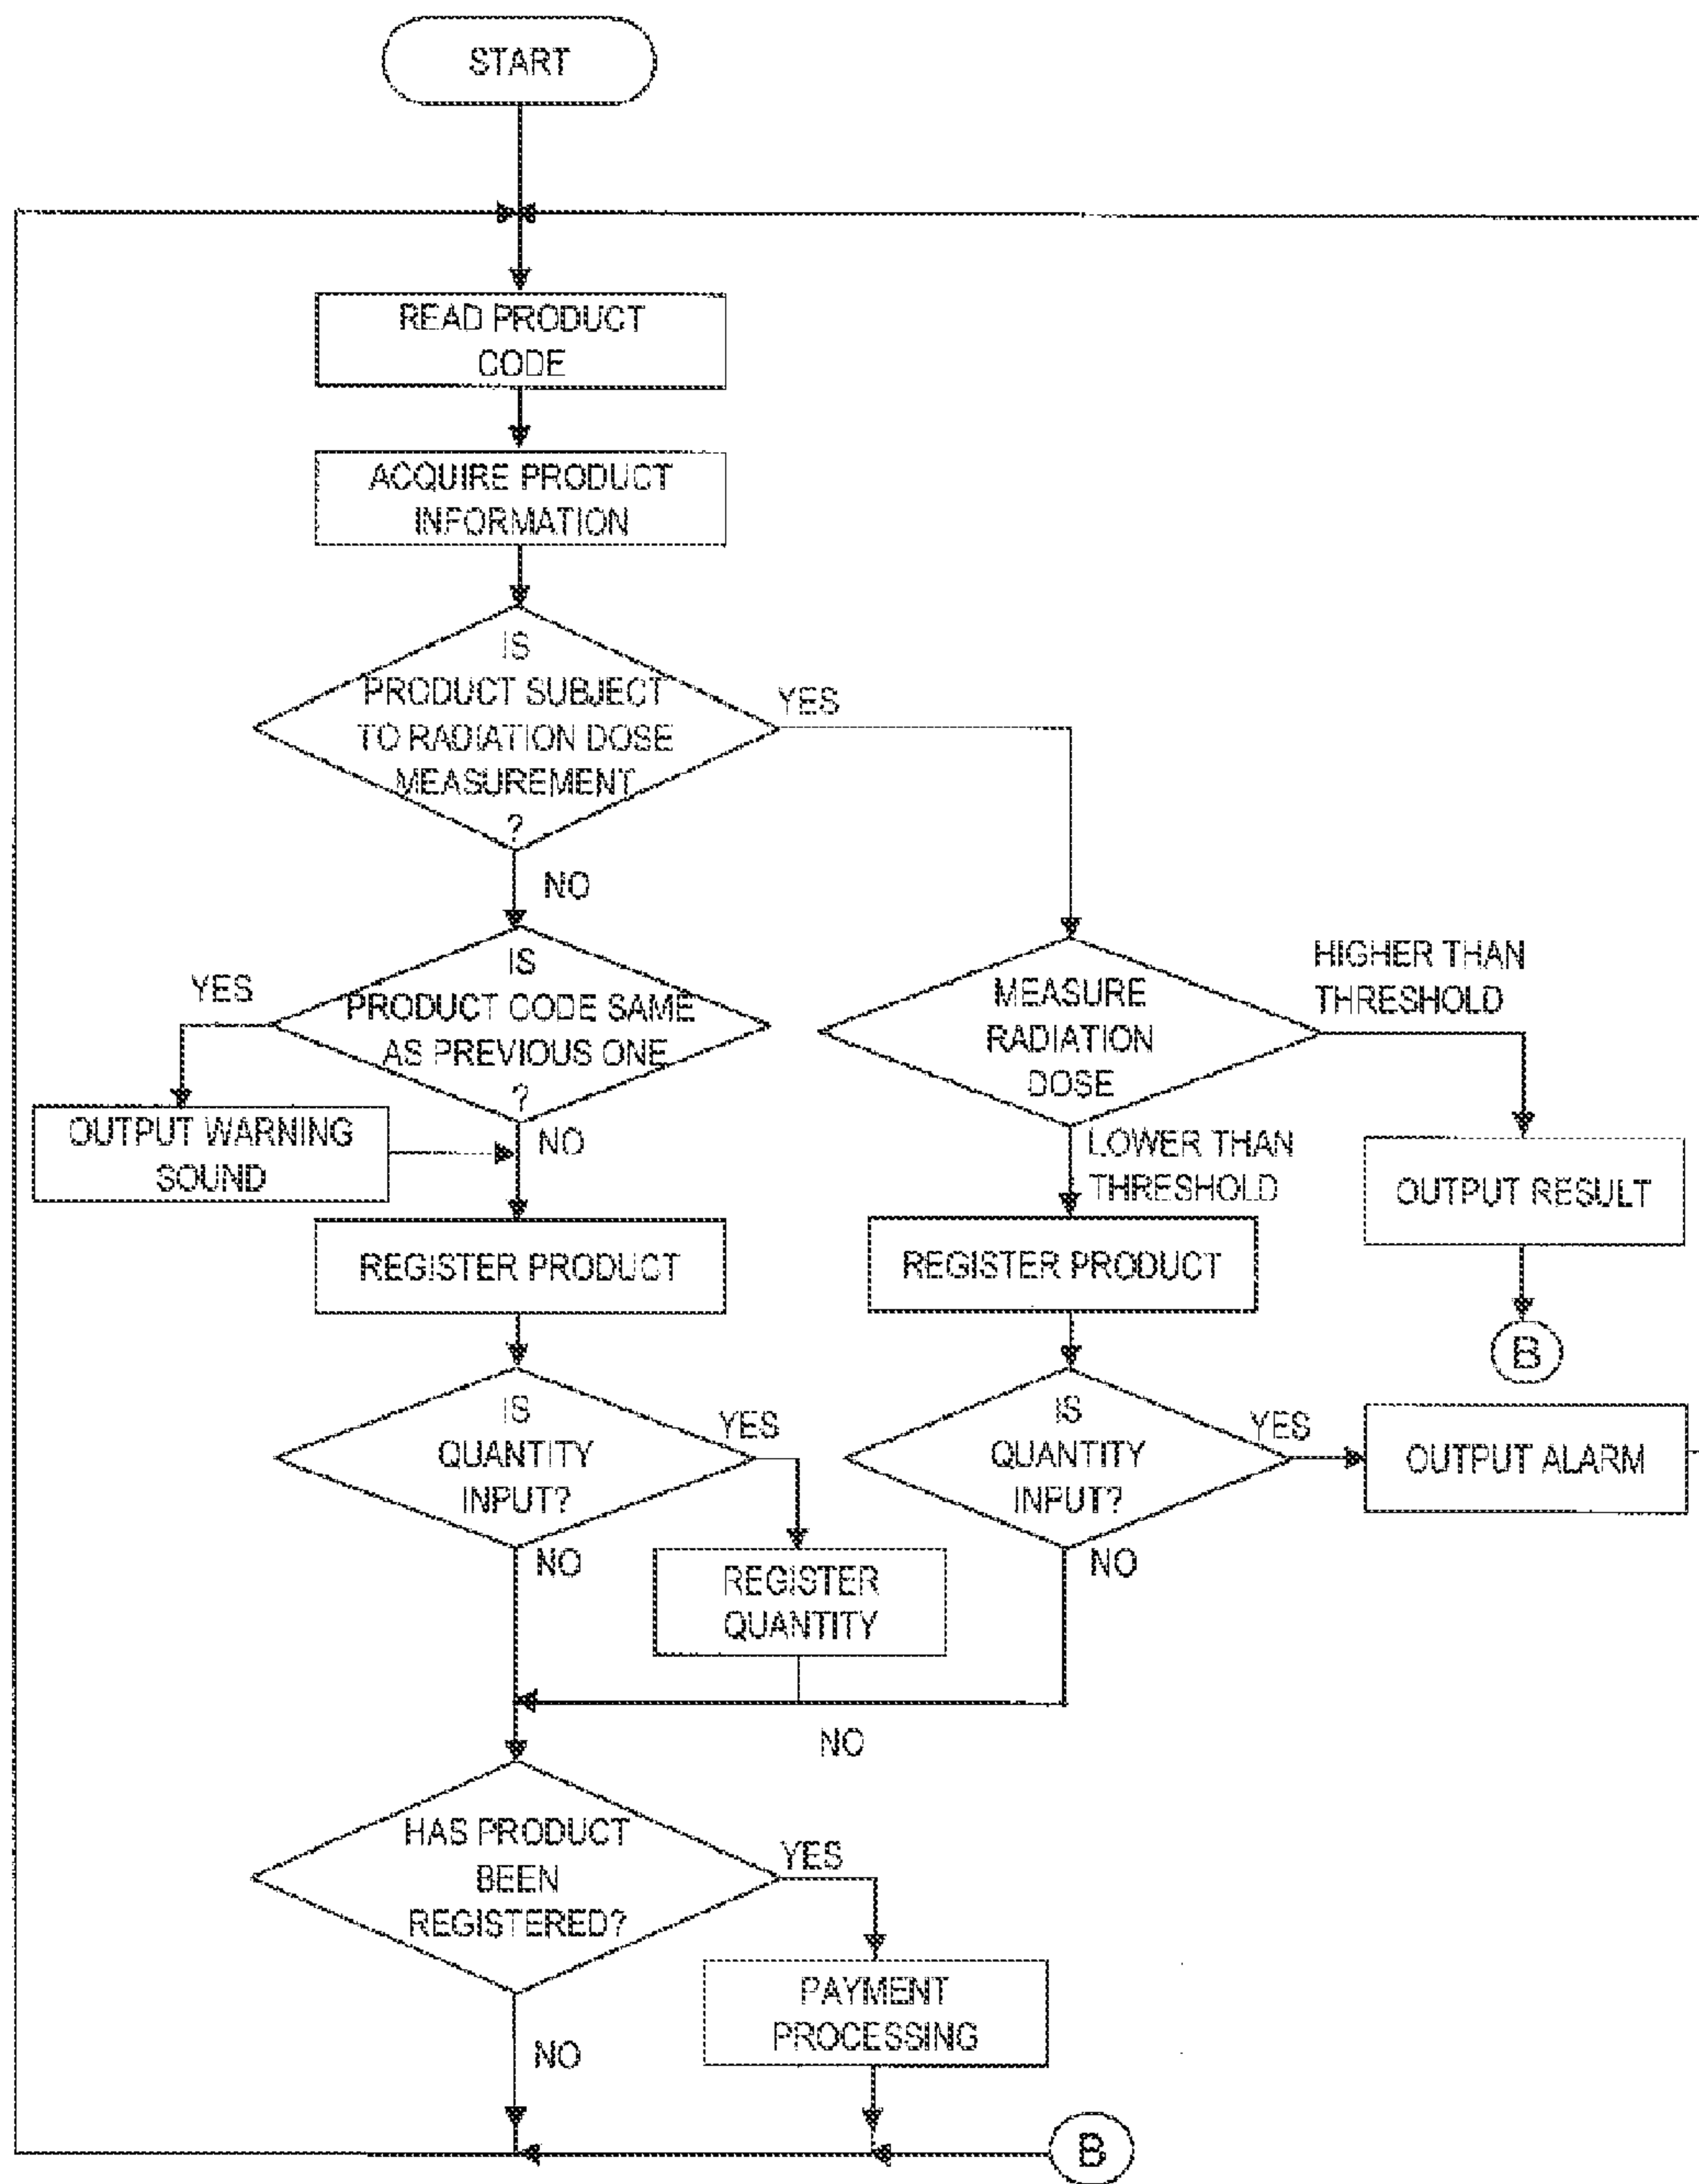 START
READ PRODUCT
CODE
ACQUIRE PRODUCT
INFORMATION
IS
PRODUCT SUBJECT
TO RADIATION DOSE
MEASUREMENT
?
YES
NO
IS
PRODUCT CODE SAME
AS PREVIOUS ONE
?
YES
NO
OUTPUT WARNING
SOUND
MEASURE
RADIATION
DOSE
HIGHER THAN
THRESHOLD
LOWER THAN
THRESHOLD
OUTPUT RESULT
B
REGISTER PRODUCT
REGISTER PRODUCT
IS
QUANTITY
INPUT?
YES
NO
REGISTER
QUANTITY
IS
QUANTITY
INPUT?
YES
NO
OUTPUT ALARM
NO
HAS PRODUCT
BEEN
REGISTERED?
YES
NO
PAYMENT
PROCESSING
B